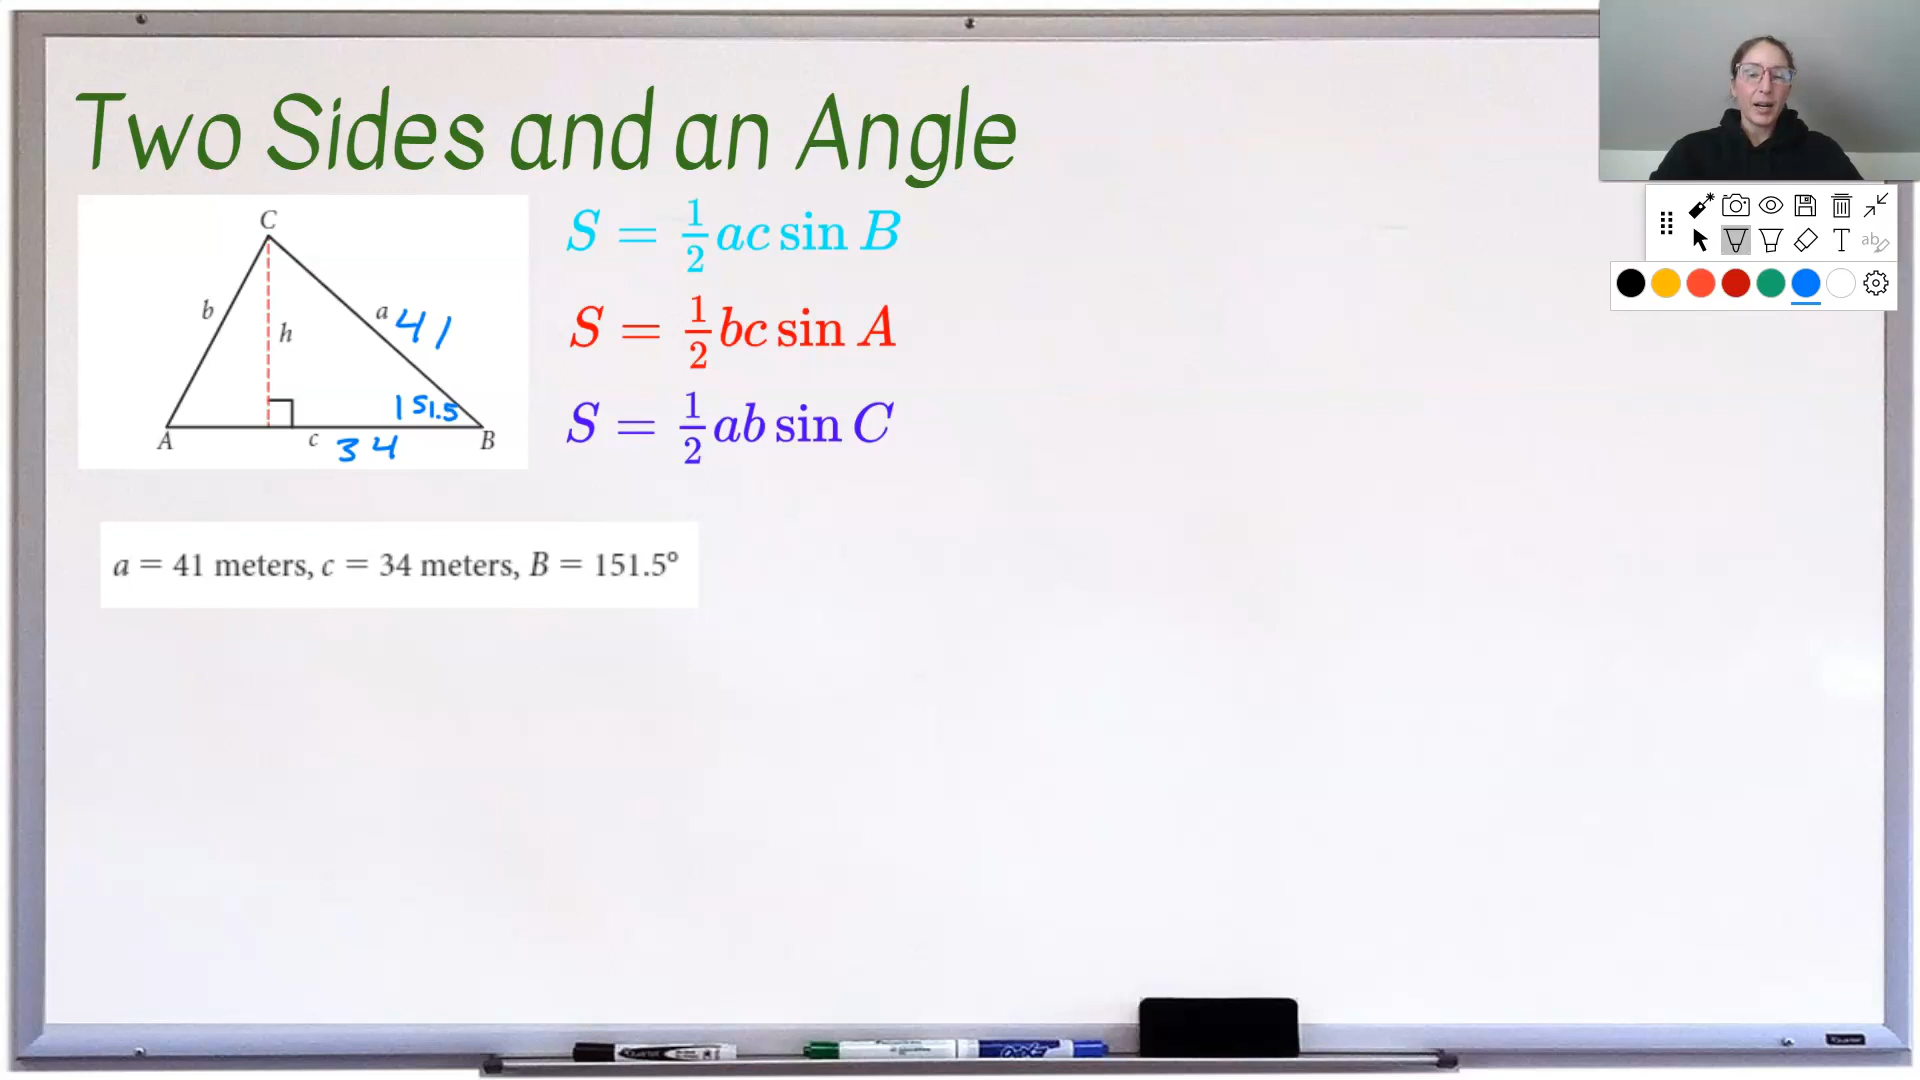 Two Sides and an Angle
C
b
h
a 41
151.5
A
c 34
B
S = 1/2 ac sin B
S = 1/2 bc sin A
S = 1/2 ab sin C
a = 41 meters, c = 34 meters, B = 151.5°
T
ab